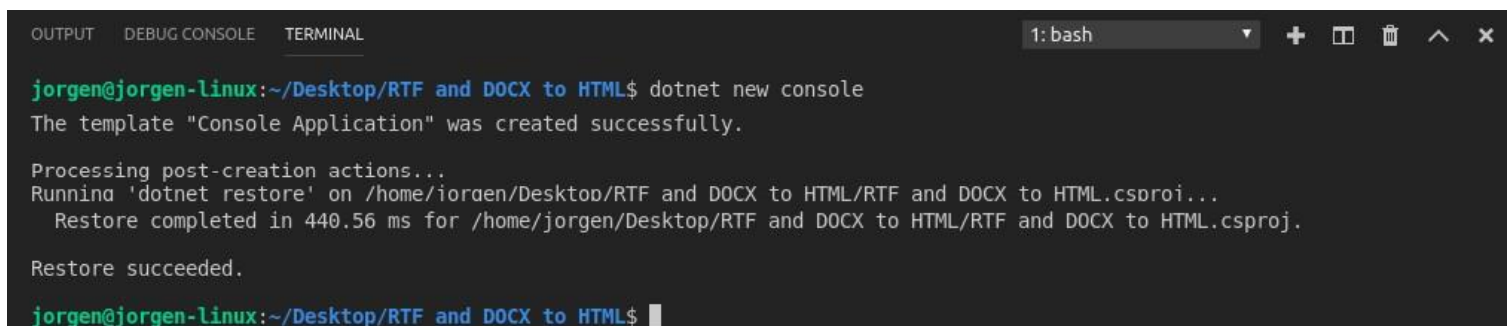 OUTPUT DEBUG CONSOLE TERMINAL 1: bash
jorgen@jorgen-linux:~/Desktop/RTF and DOCX to HTML$ dotnet new console
The template "Console Application" was created successfully.
Processing post-creation actions...
Running 'dotnet restore' on /home/jorgen/Desktop/RTF and DOCX to HTML/RTF and DOCX to HTML.csproj...
Restore completed in 440.56 ms for /home/jorgen/Desktop/RTF and DOCX to HTML/RTF and DOCX to HTML.csproj.
Restore succeeded.
jorgen@jorgen-linux:~/Desktop/RTF and DOCX to HTML$